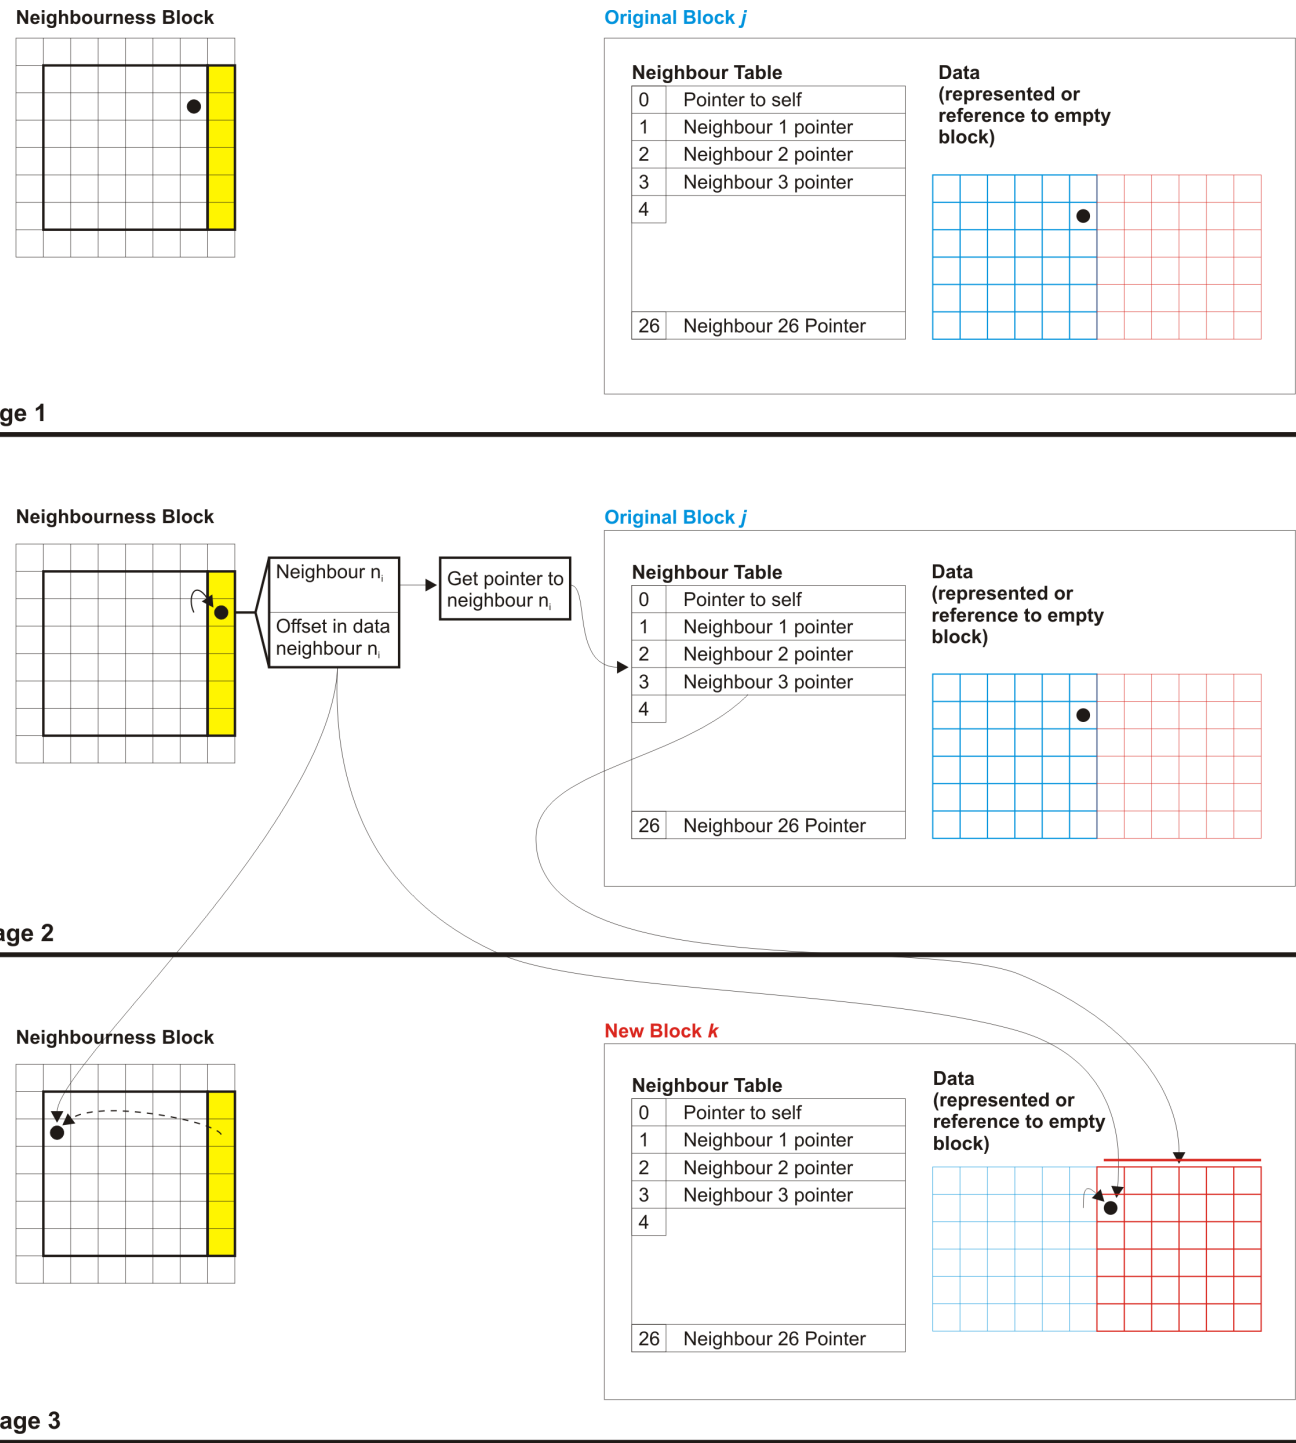 Neighbourness Block
Original Block j
Neighbour Table
0 Pointer to self
1 Neighbour 1 pointer
2 Neighbour 2 pointer
3 Neighbour 3 pointer
4
26 Neighbour 26 Pointer
Data
(represented or
reference to empty
block)
ge 1
Neighbourness Block
Neighbour ni
Offset in data
neighbour ni
Get pointer to
neighbour ni
Original Block j
Neighbour Table
0 Pointer to self
1 Neighbour 1 pointer
2 Neighbour 2 pointer
3 Neighbour 3 pointer
4
26 Neighbour 26 Pointer
Data
(represented or
reference to empty
block)
age 2
Neighbourness Block
New Block k
Neighbour Table
0 Pointer to self
1 Neighbour 1 pointer
2 Neighbour 2 pointer
3 Neighbour 3 pointer
4
26 Neighbour 26 Pointer
Data
(represented or
reference to empty
block)
age 3